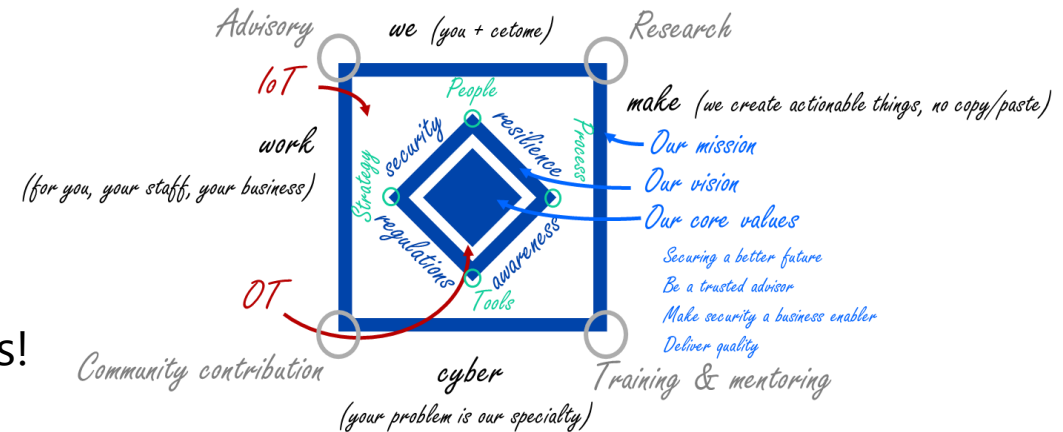 Advisory
we (you + cetome)
Research
IoT
People
make (we create actionable things, no copy/paste)
security
resilience
Process
Our mission
work
(for you, your staff, your business)
Strategy
Our vision
Our core values
regulations
awareness
Securing a better future
Be a trusted advisor
OT
Tools
Make security a business enabler
Deliver quality
s!
Community contribution
cyber
Training & mentoring
(your problem is our specialty)